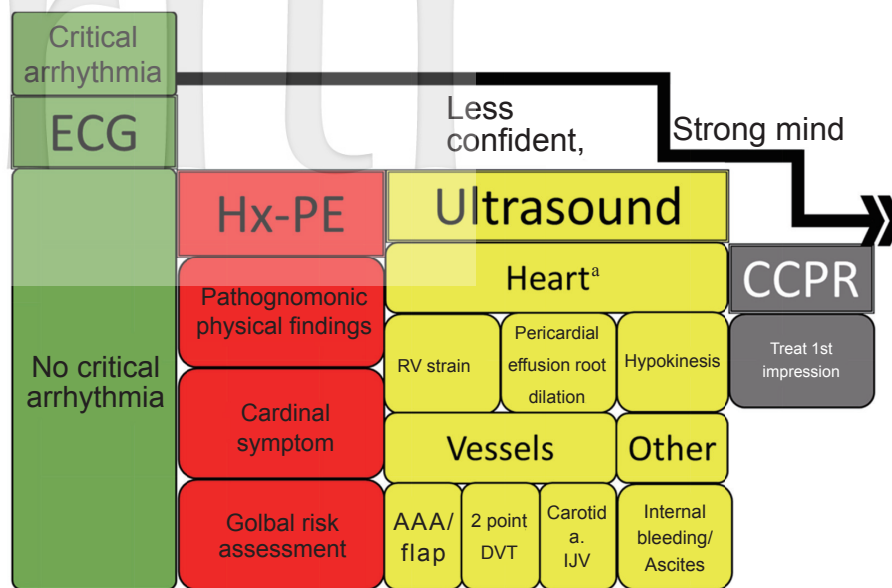 Critical
arrhythmia
ECG
Less
confident,
Strong mind
Hx-PE
Ultrasound
Heartᵃ
CCPR
Pathognomonic
physical findings
No critical
arrhythmia
RV strain
Pericardial
effusion root
dilation
Hypokinesis
Treat 1st
impression
Cardinal
symptom
Vessels
Other
Golbal risk
assessment
AAA/
flap
2 point
DVT
Carotid
a.
IJV
Internal
bleeding/
Ascites